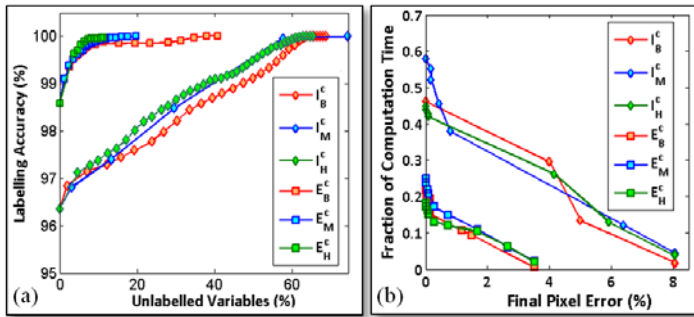 100
99
98
97
96
95
Labelling Accuracy (%)
0
20
40
60
Unlabelled Variables (%)
I_B^c
I_M^c
I_H^c
E_B^c
E_M^c
E_H^c
(a)
0.7
0.6
0.5
0.4
0.3
0.2
0.1
0
Fraction of Computation Time
0
2
4
6
8
Final Pixel Error (%)
I_B^c
I_M^c
I_H^c
E_B^c
E_M^c
E_H^c
(b)